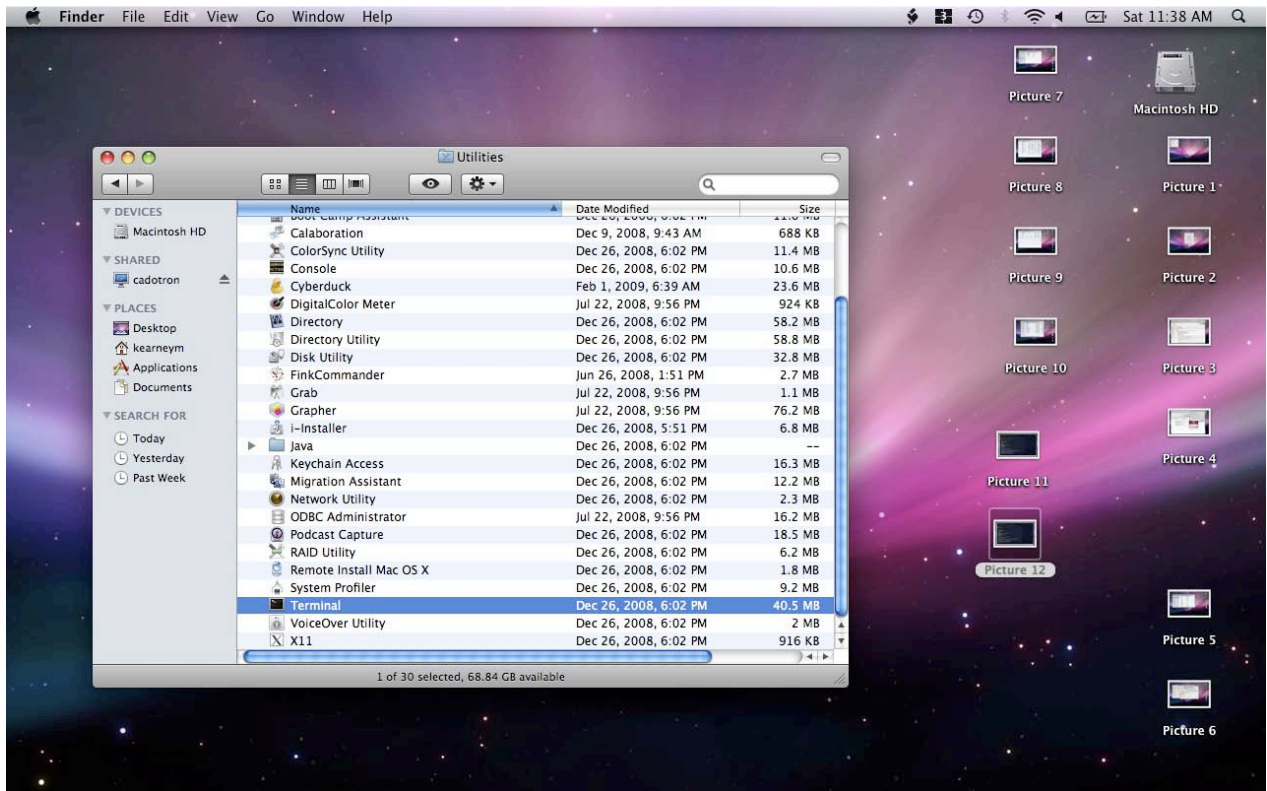 Finder File Edit View Go Window Help Sat 11:38 AM
Utilities
DEVICES
Macintosh HD
SHARED
cadotron
PLACES
Desktop
kearneym
Applications
Documents
SEARCH FOR
Today
Yesterday
Past Week
Name Date Modified Size
Boot Camp Assistant Dec 26, 2008, 6:02 PM 11.6 MB
Calaboration Dec 9, 2008, 9:43 AM 688 KB
ColorSync Utility Dec 26, 2008, 6:02 PM 11.4 MB
Console Dec 26, 2008, 6:02 PM 10.6 MB
Cyberduck Feb 1, 2009, 6:39 AM 23.6 MB
DigitalColor Meter Jul 22, 2008, 9:56 PM 924 KB
Directory Dec 26, 2008, 6:02 PM 58.2 MB
Directory Utility Dec 26, 2008, 6:02 PM 58.8 MB
Disk Utility Dec 26, 2008, 6:02 PM 32.8 MB
FinkCommander Jun 26, 2008, 1:51 PM 2.7 MB
Grab Jul 22, 2008, 9:56 PM 1.1 MB
Grapher Jul 22, 2008, 9:56 PM 76.2 MB
i-Installer Dec 26, 2008, 5:51 PM 6.8 MB
Java Dec 26, 2008, 6:02 PM --
Keychain Access Dec 26, 2008, 6:02 PM 16.3 MB
Migration Assistant Dec 26, 2008, 6:02 PM 12.2 MB
Network Utility Dec 26, 2008, 6:02 PM 2.3 MB
ODBC Administrator Jul 22, 2008, 9:56 PM 16.2 MB
Podcast Capture Dec 26, 2008, 6:02 PM 18.5 MB
RAID Utility Dec 26, 2008, 6:02 PM 6.2 MB
Remote Install Mac OS X Dec 26, 2008, 6:02 PM 1.8 MB
System Profiler Dec 26, 2008, 6:02 PM 9.2 MB
Terminal Dec 26, 2008, 6:02 PM 40.5 MB
VoiceOver Utility Dec 26, 2008, 6:02 PM 2 MB
X11 Dec 26, 2008, 6:02 PM 916 KB
1 of 30 selected, 68.84 GB available
Picture 7
Macintosh HD
Picture 8
Picture 1
Picture 9
Picture 2
Picture 10
Picture 3
Picture 11
Picture 4
Picture 12
Picture 5
Picture 6